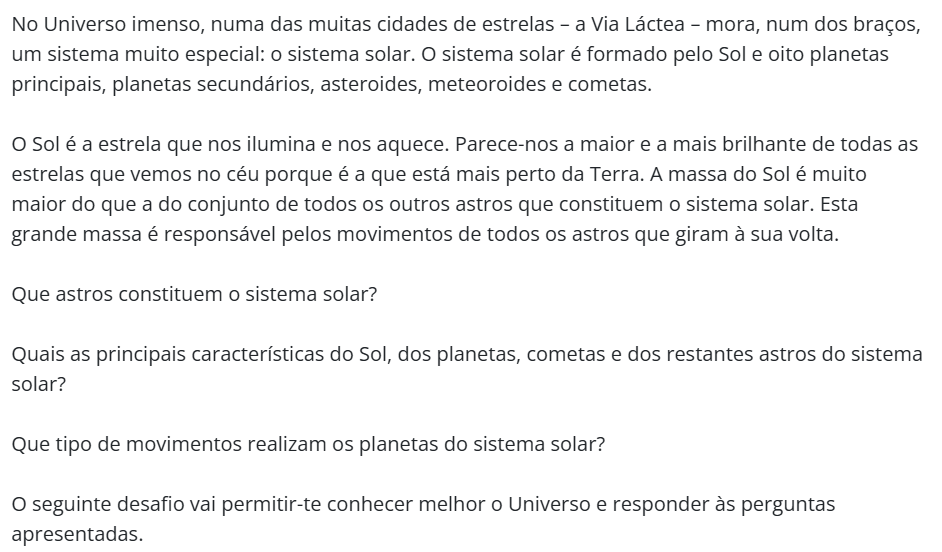 No Universo imenso, numa das muitas cidades de estrelas – a Via Láctea – mora, num dos braços,
um sistema muito especial: o sistema solar. O sistema solar é formado pelo Sol e oito planetas
principais, planetas secundários, asteroides, meteoroides e cometas.
O Sol é a estrela que nos ilumina e nos aquece. Parece-nos a maior e a mais brilhante de todas as
estrelas que vemos no céu porque é a que está mais perto da Terra. A massa do Sol é muito
maior do que a do conjunto de todos os outros astros que constituem o sistema solar. Esta
grande massa é responsável pelos movimentos de todos os astros que giram à sua volta.
Que astros constituem o sistema solar?
Quais as principais características do Sol, dos planetas, cometas e dos restantes astros do sistema
solar?
Que tipo de movimentos realizam os planetas do sistema solar?
O seguinte desafio vai permitir-te conhecer melhor o Universo e responder às perguntas
apresentadas.